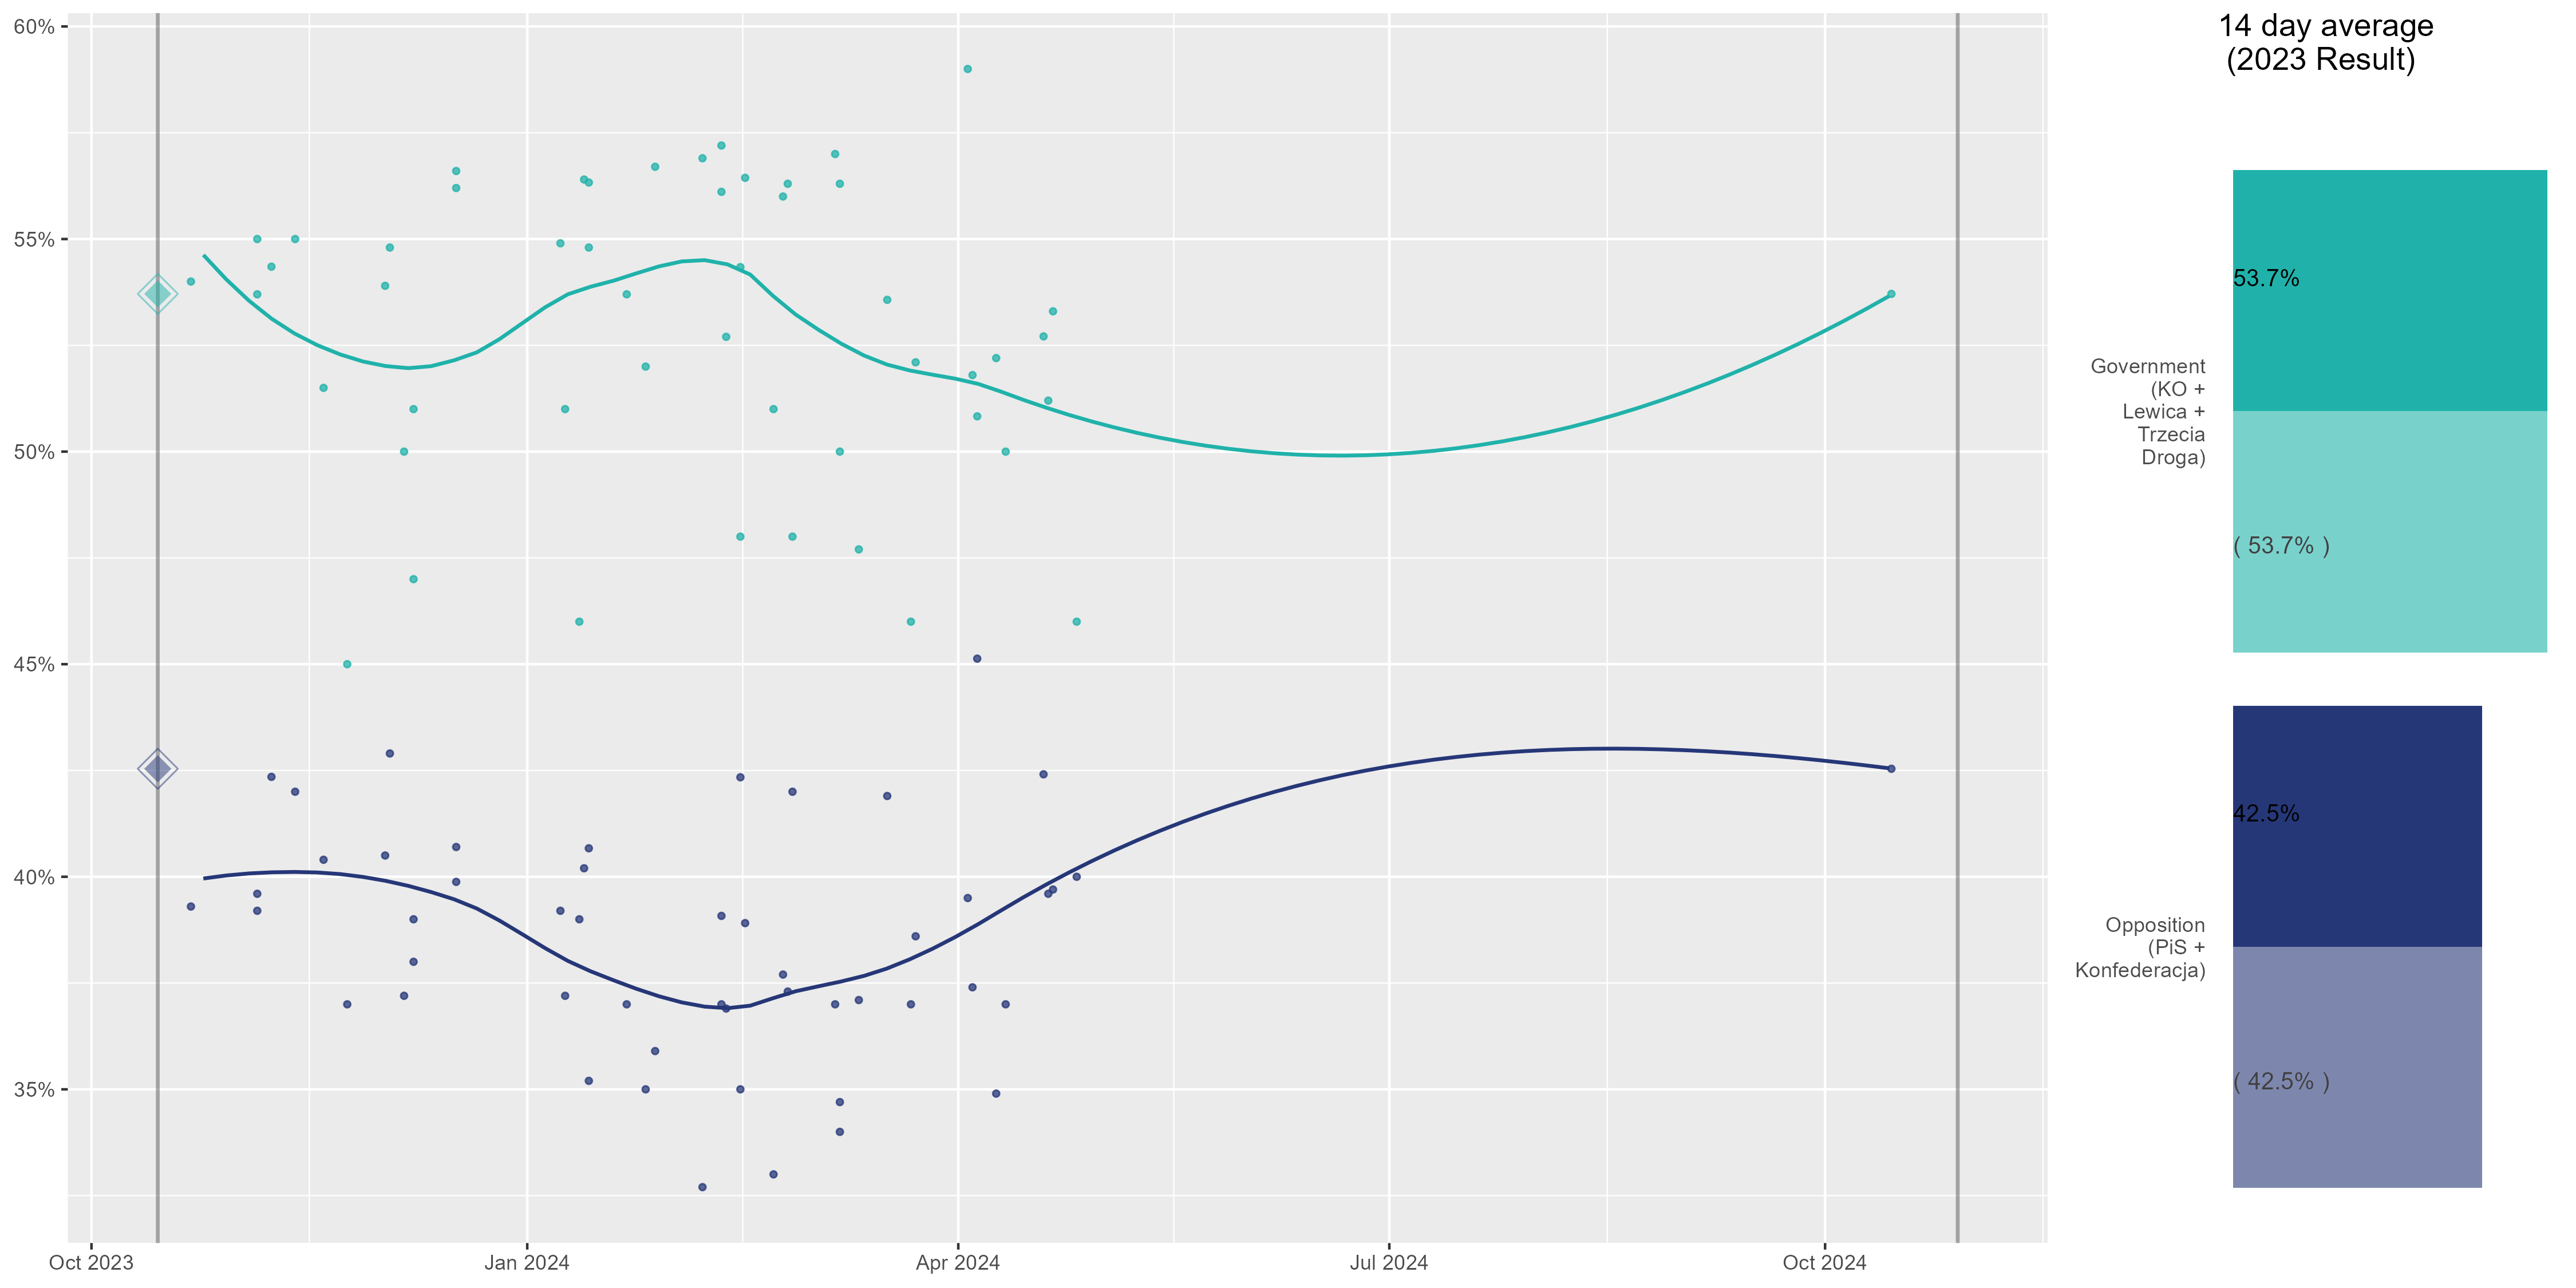 60%
55%
50%
45%
40%
35%
Oct 2023
Jan 2024
Apr 2024
Jul 2024
Oct 2024
14 day average
(2023 Result)
Government
(KO +
Lewica +
Trzecia
Droga)
53.7%
( 53.7% )
Opposition
(PiS +
Konfederacja)
42.5%
( 42.5% )